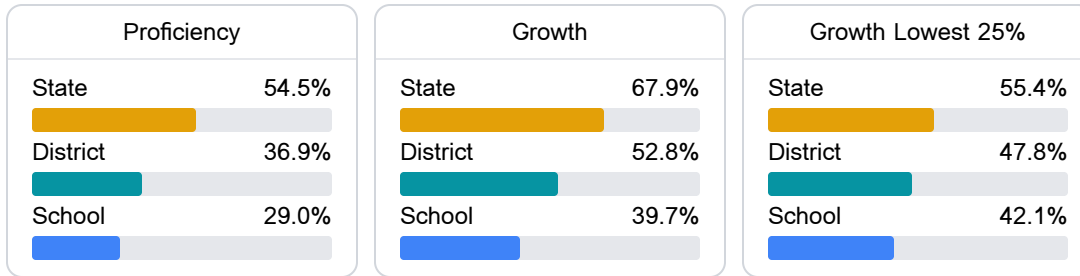 Proficiency
State 54.5%
District 36.9%
School 29.0%
Growth
State 67.9%
District 52.8%
School 39.7%
Growth Lowest 25%
State 55.4%
District 47.8%
School 42.1%